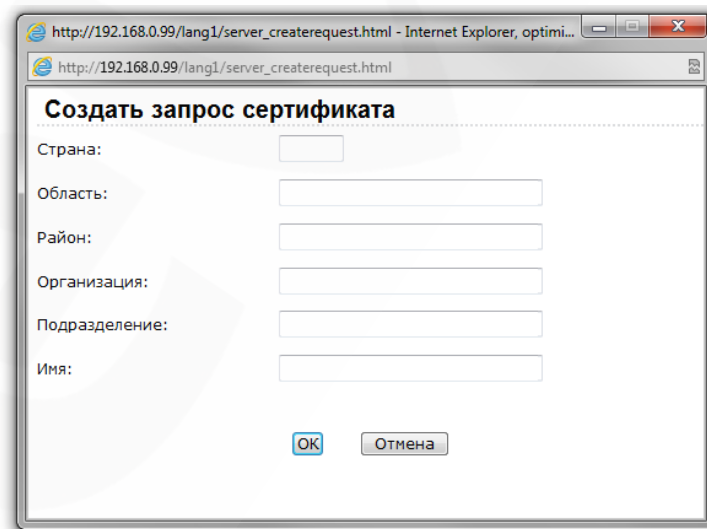 http://192.168.0.99/lang1/server_createrequest.html - Internet Explorer, optimi...
http://192.168.0.99/lang1/server_createrequest.html
Создать запрос сертификата
Страна:
Область:
Район:
Организация:
Подразделение:
Имя:
OK Отмена